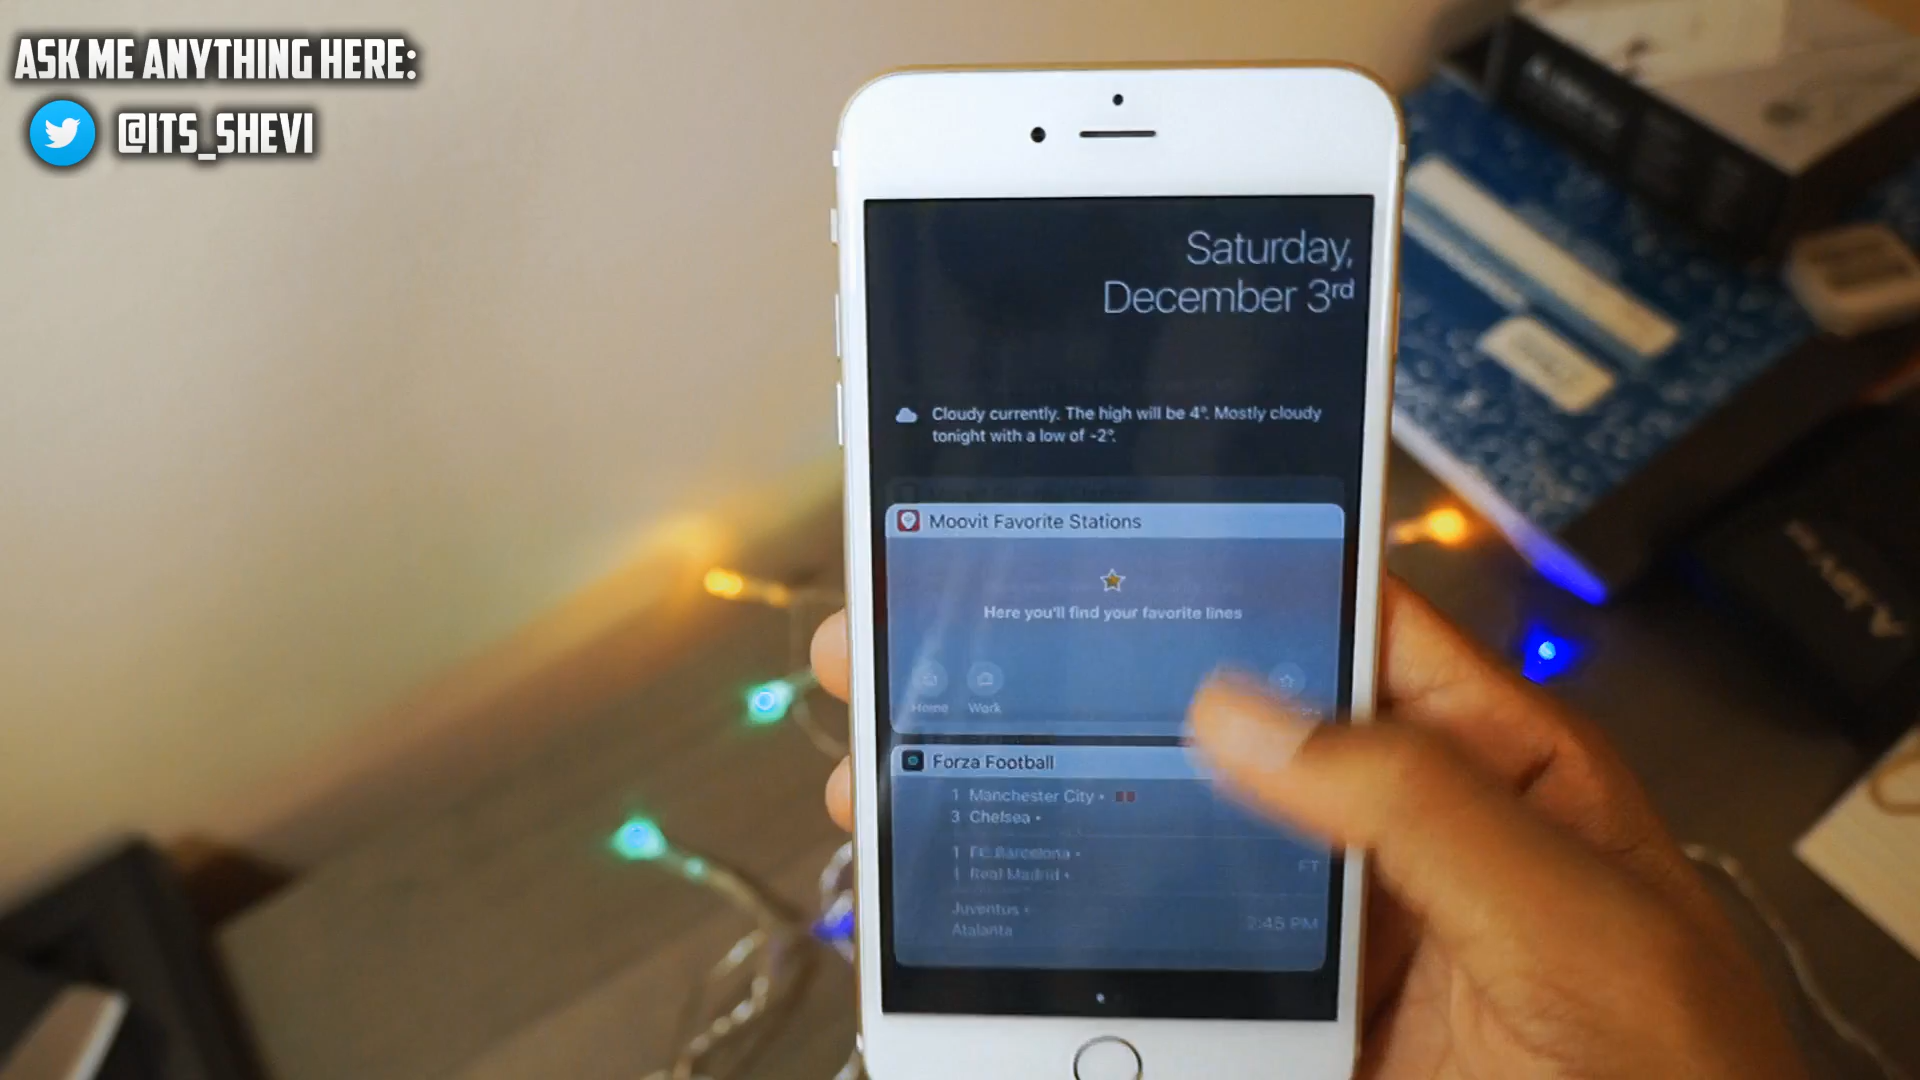 ASK ME ANYTHING HERE:
@ITS_SHEVI
Saturday,
December 3rd
Cloudy currently. The high will be 4°. Mostly cloudy
tonight with a low of -2°.
Moovit Favorite Stations
Here you'll find your favorite lines
Home Work
Forza Football
1 Manchester City •
3 Chelsea •
1 FC Barcelona •
1 Real Madrid •
FT
Juventus •
Atalanta
2:45 PM